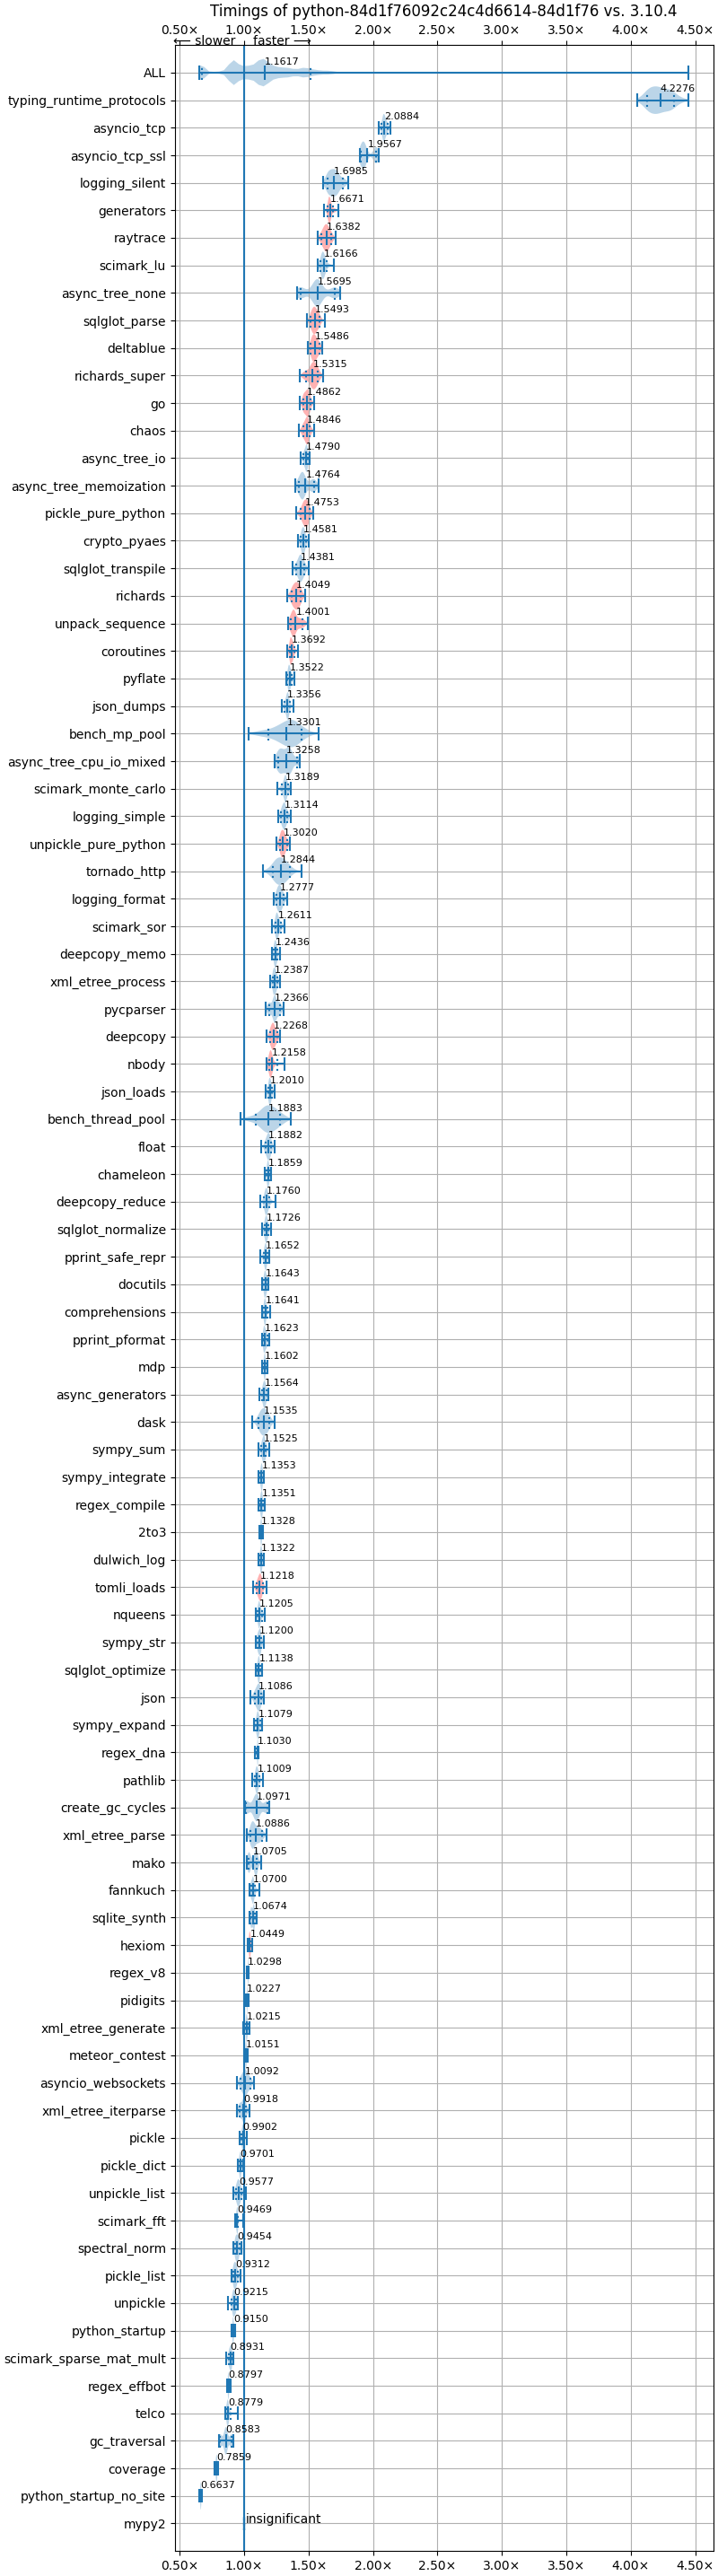 Timings of python-84d1f76092c24c4d6614-84d1f76 vs. 3.10.4
0.50× 1.00× 1.50× 2.00× 2.50× 3.00× 3.50× 4.00× 4.50×
⟵ slower faster ⟶
ALL 1.1617
typing_runtime_protocols 4.2276
asyncio_tcp 2.0884
asyncio_tcp_ssl 1.9567
logging_silent 1.6985
generators 1.6671
raytrace 1.6382
scimark_lu 1.6166
async_tree_none 1.5695
sqlglot_parse 1.5493
deltablue 1.5486
richards_super 1.5315
go 1.4862
chaos 1.4846
async_tree_io 1.4790
async_tree_memoization 1.4764
pickle_pure_python 1.4753
crypto_pyaes 1.4581
sqlglot_transpile 1.4381
richards 1.4049
unpack_sequence 1.4001
coroutines 1.3692
pyflate 1.3522
json_dumps 1.3356
bench_mp_pool 1.3301
async_tree_cpu_io_mixed 1.3258
scimark_monte_carlo 1.3189
logging_simple 1.3114
unpickle_pure_python 1.3020
tornado_http 1.2844
logging_format 1.2777
scimark_sor 1.2611
deepcopy_memo 1.2436
xml_etree_process 1.2387
pycparser 1.2366
deepcopy 1.2268
nbody 1.2158
json_loads 1.2010
bench_thread_pool 1.1883
float 1.1882
chameleon 1.1859
deepcopy_reduce 1.1760
sqlglot_normalize 1.1726
pprint_safe_repr 1.1652
docutils 1.1643
comprehensions 1.1641
pprint_pformat 1.1623
mdp 1.1602
async_generators 1.1564
dask 1.1535
sympy_sum 1.1525
sympy_integrate 1.1353
regex_compile 1.1351
2to3 1.1328
dulwich_log 1.1322
tomli_loads 1.1218
nqueens 1.1205
sympy_str 1.1200
sqlglot_optimize 1.1138
json 1.1086
sympy_expand 1.1079
regex_dna 1.1030
pathlib 1.1009
create_gc_cycles 1.0971
xml_etree_parse 1.0886
mako 1.0705
fannkuch 1.0700
sqlite_synth 1.0674
hexiom 1.0449
regex_v8 1.0298
pidigits 1.0227
xml_etree_generate 1.0215
meteor_contest 1.0151
asyncio_websockets 1.0092
xml_etree_iterparse 0.9918
pickle 0.9902
pickle_dict 0.9701
unpickle_list 0.9577
scimark_fft 0.9469
spectral_norm 0.9454
pickle_list 0.9312
unpickle 0.9215
python_startup 0.9150
scimark_sparse_mat_mult 0.8931
regex_effbot 0.8797
telco 0.8779
gc_traversal 0.8583
coverage 0.7859
python_startup_no_site 0.6637
mypy2 insignificant
0.50× 1.00× 1.50× 2.00× 2.50× 3.00× 3.50× 4.00× 4.50×